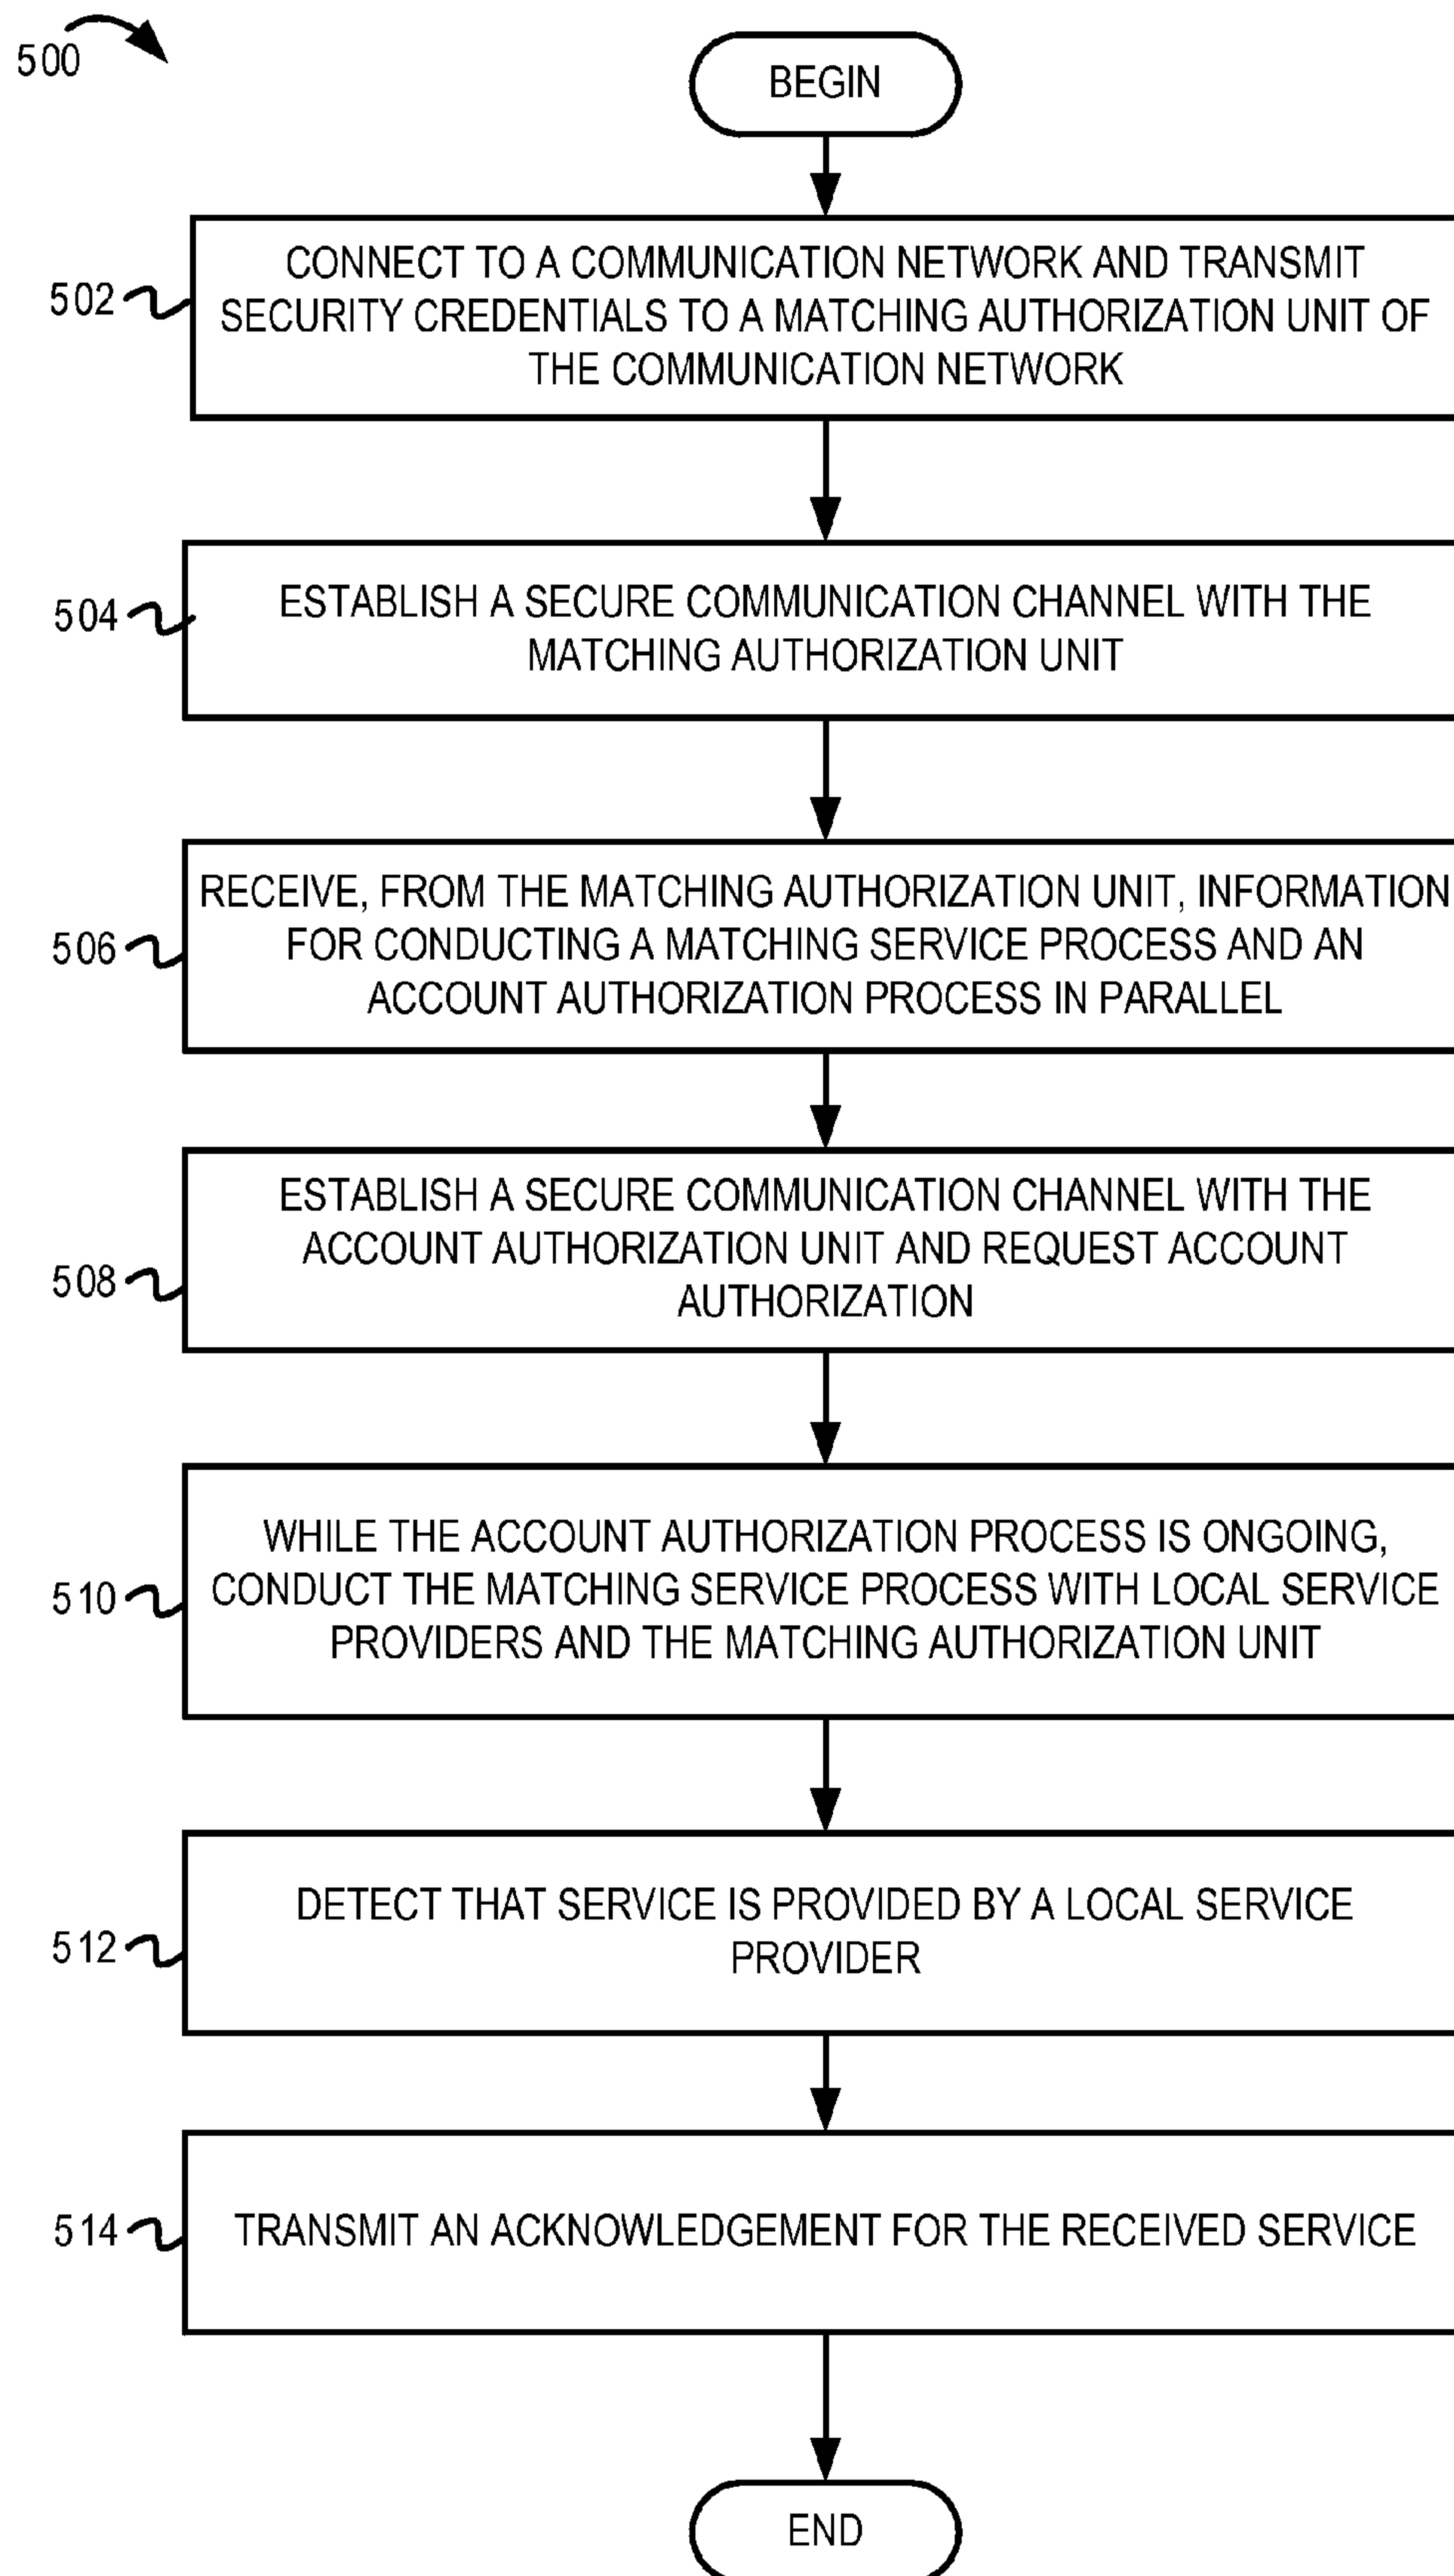 500
BEGIN
502
CONNECT TO A COMMUNICATION NETWORK AND TRANSMIT
SECURITY CREDENTIALS TO A MATCHING AUTHORIZATION UNIT OF
THE COMMUNICATION NETWORK
504
ESTABLISH A SECURE COMMUNICATION CHANNEL WITH THE
MATCHING AUTHORIZATION UNIT
506
RECEIVE, FROM THE MATCHING AUTHORIZATION UNIT, INFORMATION
FOR CONDUCTING A MATCHING SERVICE PROCESS AND AN
ACCOUNT AUTHORIZATION PROCESS IN PARALLEL
508
ESTABLISH A SECURE COMMUNICATION CHANNEL WITH THE
ACCOUNT AUTHORIZATION UNIT AND REQUEST ACCOUNT
AUTHORIZATION
510
WHILE THE ACCOUNT AUTHORIZATION PROCESS IS ONGOING,
CONDUCT THE MATCHING SERVICE PROCESS WITH LOCAL SERVICE
PROVIDERS AND THE MATCHING AUTHORIZATION UNIT
512
DETECT THAT SERVICE IS PROVIDED BY A LOCAL SERVICE
PROVIDER
514
TRANSMIT AN ACKNOWLEDGEMENT FOR THE RECEIVED SERVICE
END